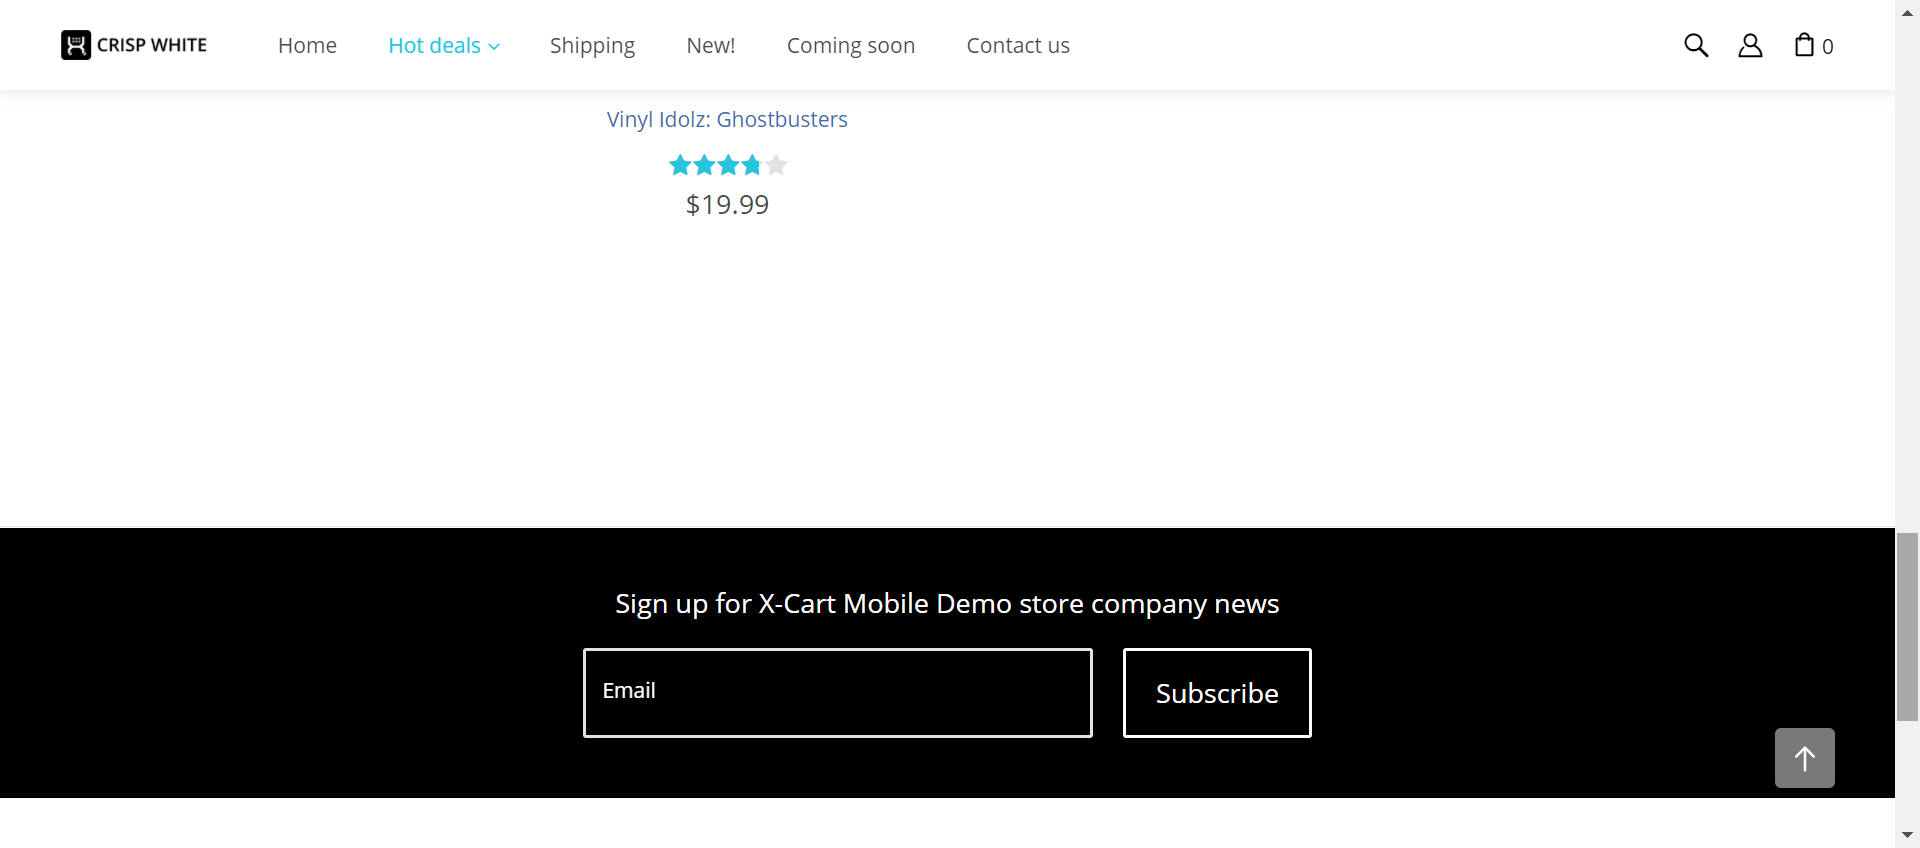 CRISP WHITE Home Hot deals Shipping New! Coming soon Contact us 0
Vinyl Idolz: Ghostbusters
$19.99
Sign up for X-Cart Mobile Demo store company news
Email Subscribe